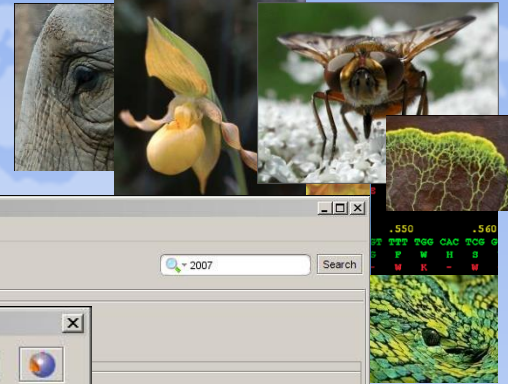 .550 .560
GT TTT TGG CAC TCG G
F W H S
- W K - W
2007 Search